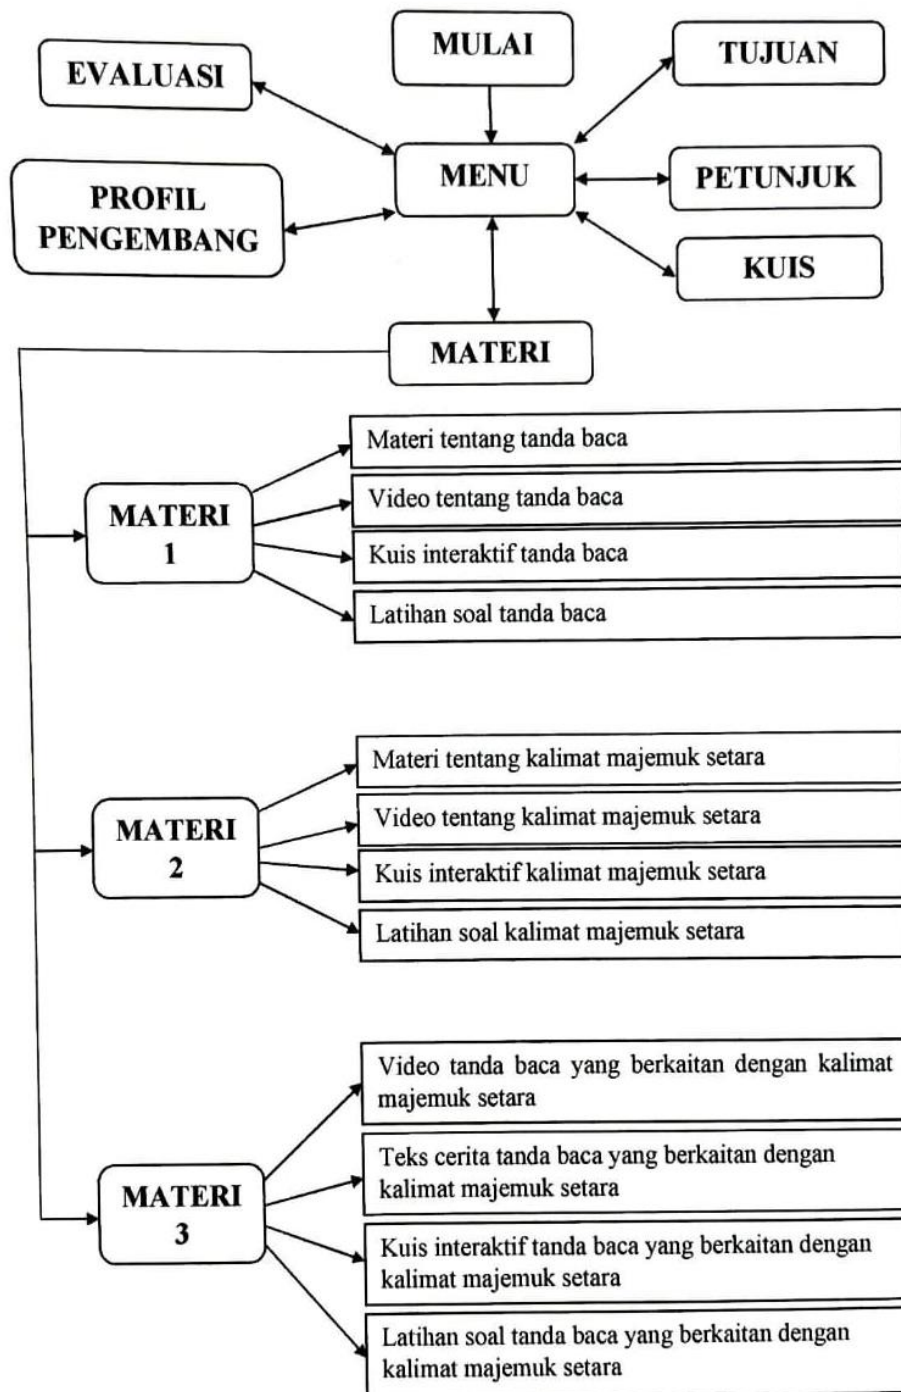 MULAI
TUJUAN
EVALUASI
MENU
PETUNJUK
PROFIL
PENGEMBANG
KUIS
MATERI
Materi tentang tanda baca
Video tentang tanda baca
MATERI
1
Kuis interaktif tanda baca
Latihan soal tanda baca
Materi tentang kalimat majemuk setara
Video tentang kalimat majemuk setara
MATERI
2
Kuis interaktif kalimat majemuk setara
Latihan soal kalimat majemuk setara
Video tanda baca yang berkaitan dengan kalimat
majemuk setara
Teks cerita tanda baca yang berkaitan dengan
kalimat majemuk setara
MATERI
3
Kuis interaktif tanda baca yang berkaitan dengan
kalimat majemuk setara
Latihan soal tanda baca yang berkaitan dengan
kalimat majemuk setara